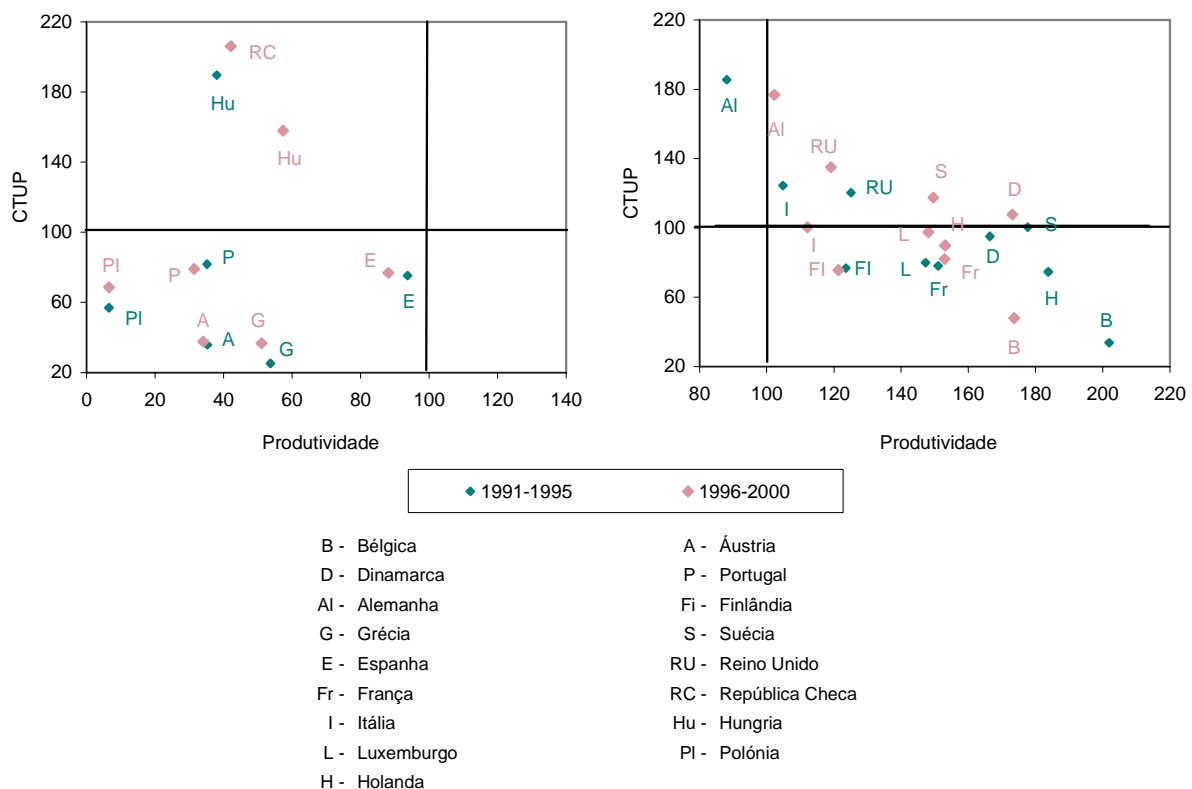 220
180
140
100
60
20
CTUP
0 20 40 60 80 100 120 140
Produtividade
RC
Hu
Hu
P
P
Pl
Pl
A
A
G
G
E
E
220
180
140
100
60
20
CTUP
80 100 120 140 160 180 200 220
Produtividade
Al
Al
RU
RU
I
I
S
S
D
D
L
L
H
H
FI
FI
Fr
Fr
B
B
1991-1995 1996-2000
B - Bélgica
D - Dinamarca
Al - Alemanha
G - Grécia
E - Espanha
Fr - França
I - Itália
L - Luxemburgo
H - Holanda
A - Áustria
P - Portugal
Fi - Finlândia
S - Suécia
RU - Reino Unido
RC - República Checa
Hu - Hungria
Pl - Polónia